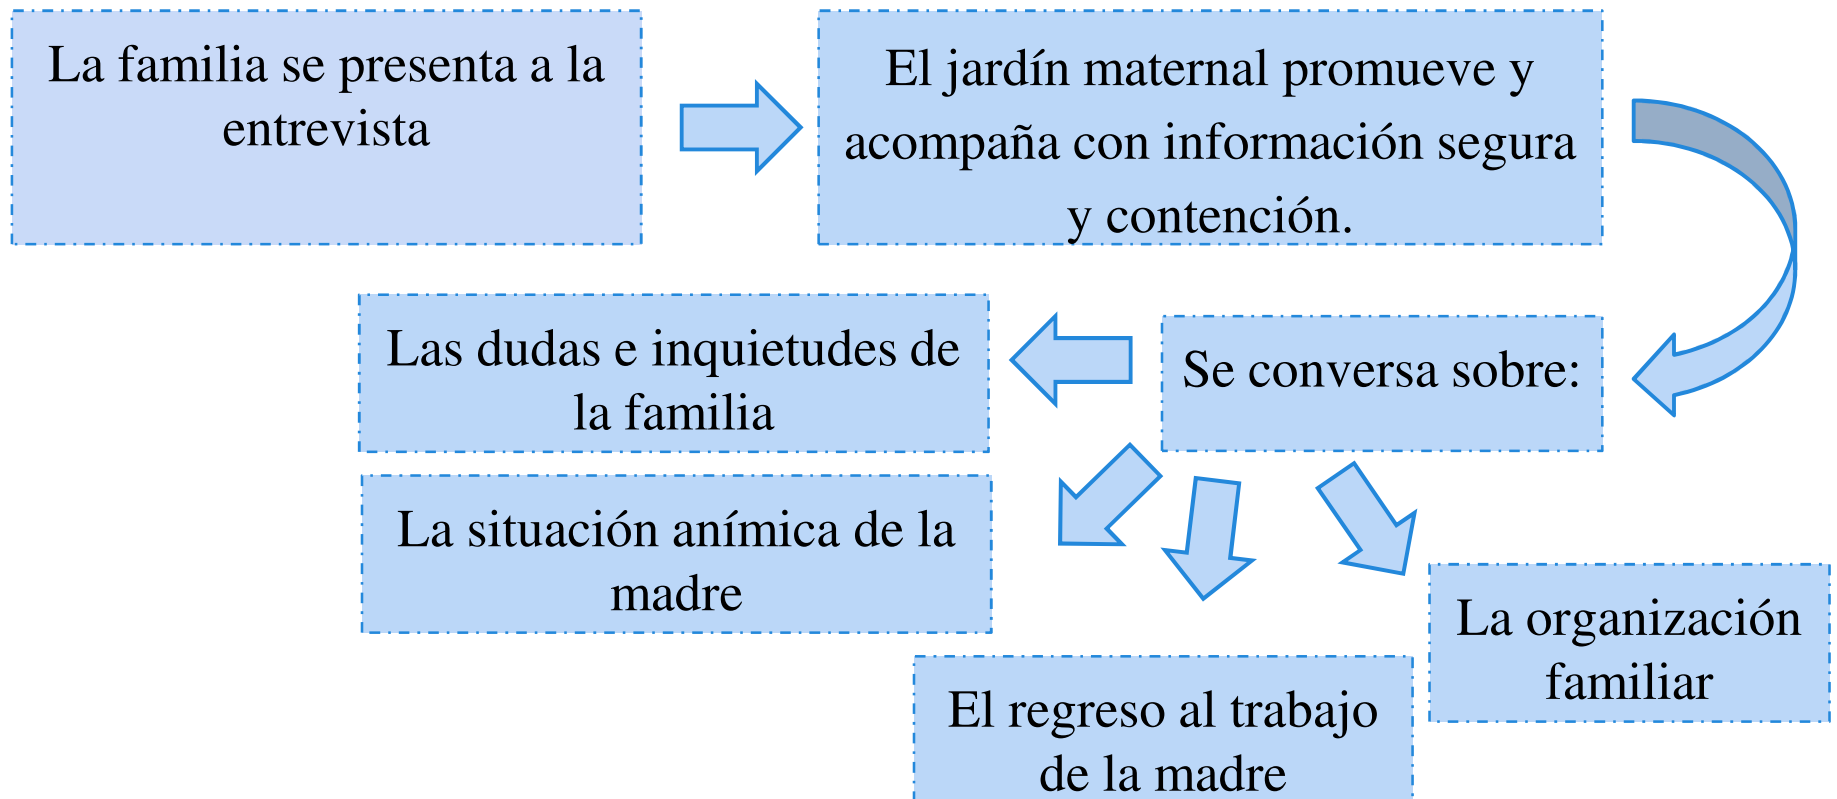 La familia se presenta a la
entrevista
El jardín maternal promueve y
acompaña con información segura
y contención.
Se conversa sobre:
Las dudas e inquietudes de
la familia
La situación anímica de la
madre
El regreso al trabajo
de la madre
La organización
familiar